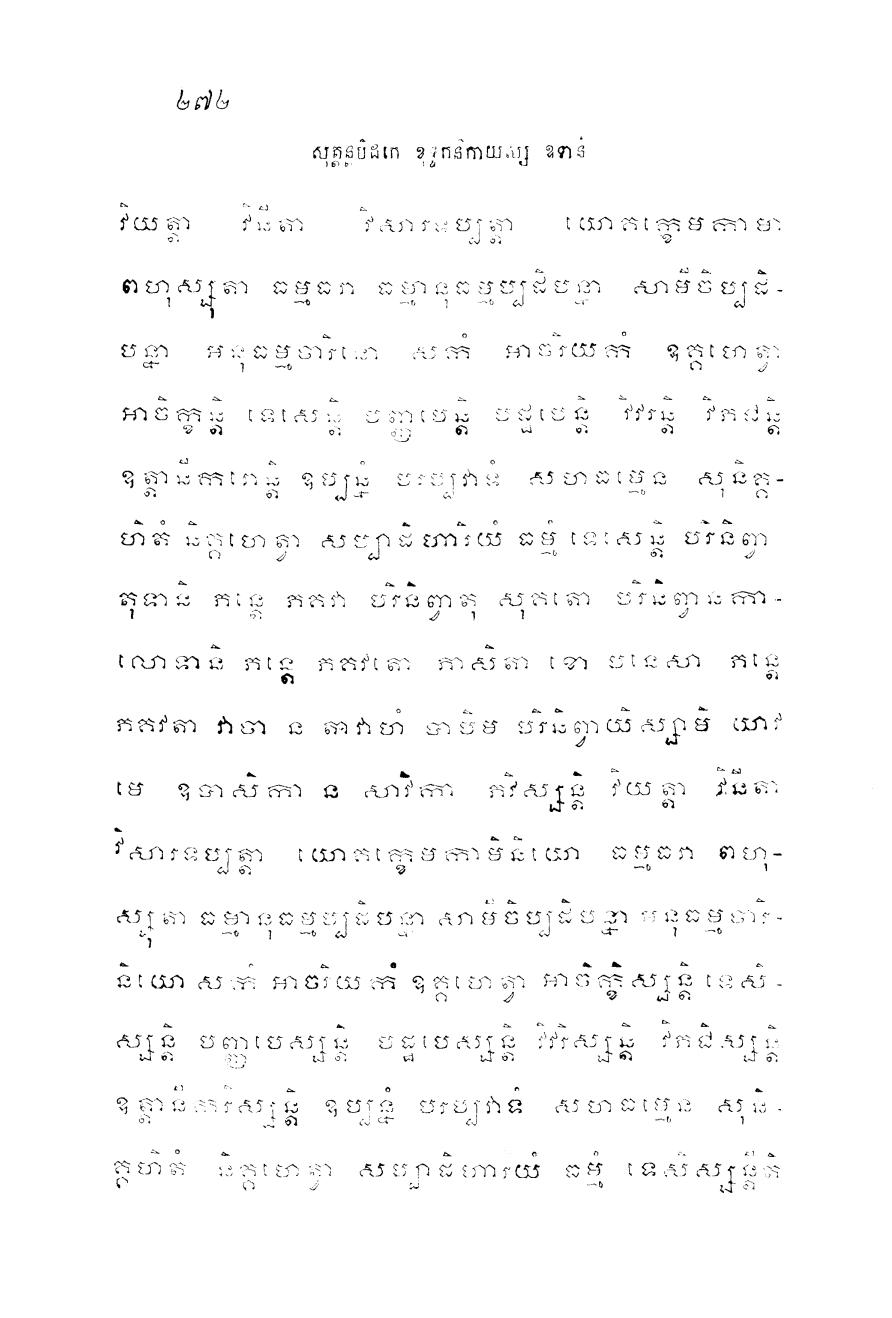 ២៧២
សុត្តន្តបិដកេ ខុទ្ទកនិកាយស្ស ឧទានំ
វិយត្តា វិនីតា វិសារទប្បត្តា យោគក្ខេមកាមា
ពហុស្សុតា ធម្មធរា ធម្មានុធម្មប្បដិបន្នា សាមីចិប្បដិ-
បន្នា អនុធម្មចារិនោ សកំ អាចរិយកំ ឧគ្គហេត្វា
អាចិក្ខន្តិ ទេសេន្តិ បញ្ញាបេន្តិ បដ្ឋបេន្តិ វិវរន្តិ វិភជន្តិ
ឧត្តានីករោន្តិ ឧប្បន្នំ បរប្បវាទំ សហធម្មេន សុនិគ្គ-
ហិតំ និគ្គហេត្វា សប្បាដិហារិយំ ធម្មំ ទេសេន្តិ បរិនិព្វា
តុទានិ ភន្តេ ភគវា បរិនិព្វាតុ សុគតោ បរិនិព្វានកា-
លោទានិ ភន្តេ ភគវតោ ភាសិតា ខោ បនេសា ភន្តេ
ភគវតា វាចា ន តាវាហំ បាបិម បរិនិព្វាយិស្សាមិ យាវ
មេ ឧបាសិកា ន សាវិកា ភវិស្សន្តិ វិយត្តា វិនីតា
វិសារទប្បត្តា យោគក្ខេមកាមិនិយោ ធម្មធរា ពហុ-
ស្សុតា ធម្មានុធម្មប្បដិបន្នា សាមីចិប្បដិបន្នា អនុធម្មចារិ-
និយោ សកំ អាចរិយកំ ឧគ្គហេត្វា អាចិក្ខិស្សន្តិ ទេសិ-
ស្សន្តិ បញ្ញាបេស្សន្តិ បដ្ឋបេស្សន្តិ វិវរិស្សន្តិ វិភជិស្សន្តិ
ឧត្តានីករិស្សន្តិ ឧប្បន្នំ បរប្បវាទំ សហធម្មេន សុនិ-
គ្គហិតំ និគ្គហេត្វា សប្បាដិហារិយំ ធម្មំ ទេសិស្សន្តីតិ